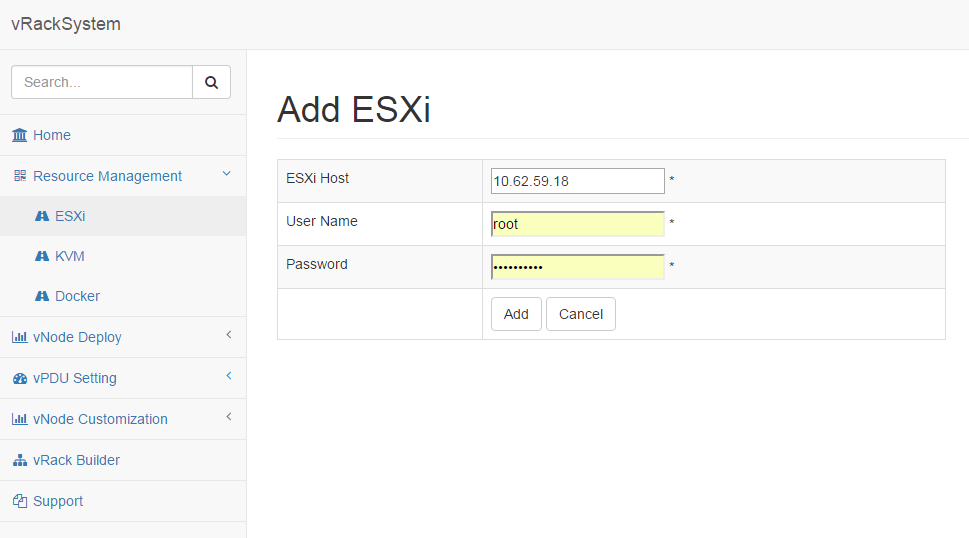 vRackSystem
Search...
Home
Resource Management
ESXi
KVM
Docker
vNode Deploy
vPDU Setting
vNode Customization
vRack Builder
Support
Add ESXi
ESXi Host 10.62.59.18 *
User Name root *
Password •••••••••• *
Add Cancel